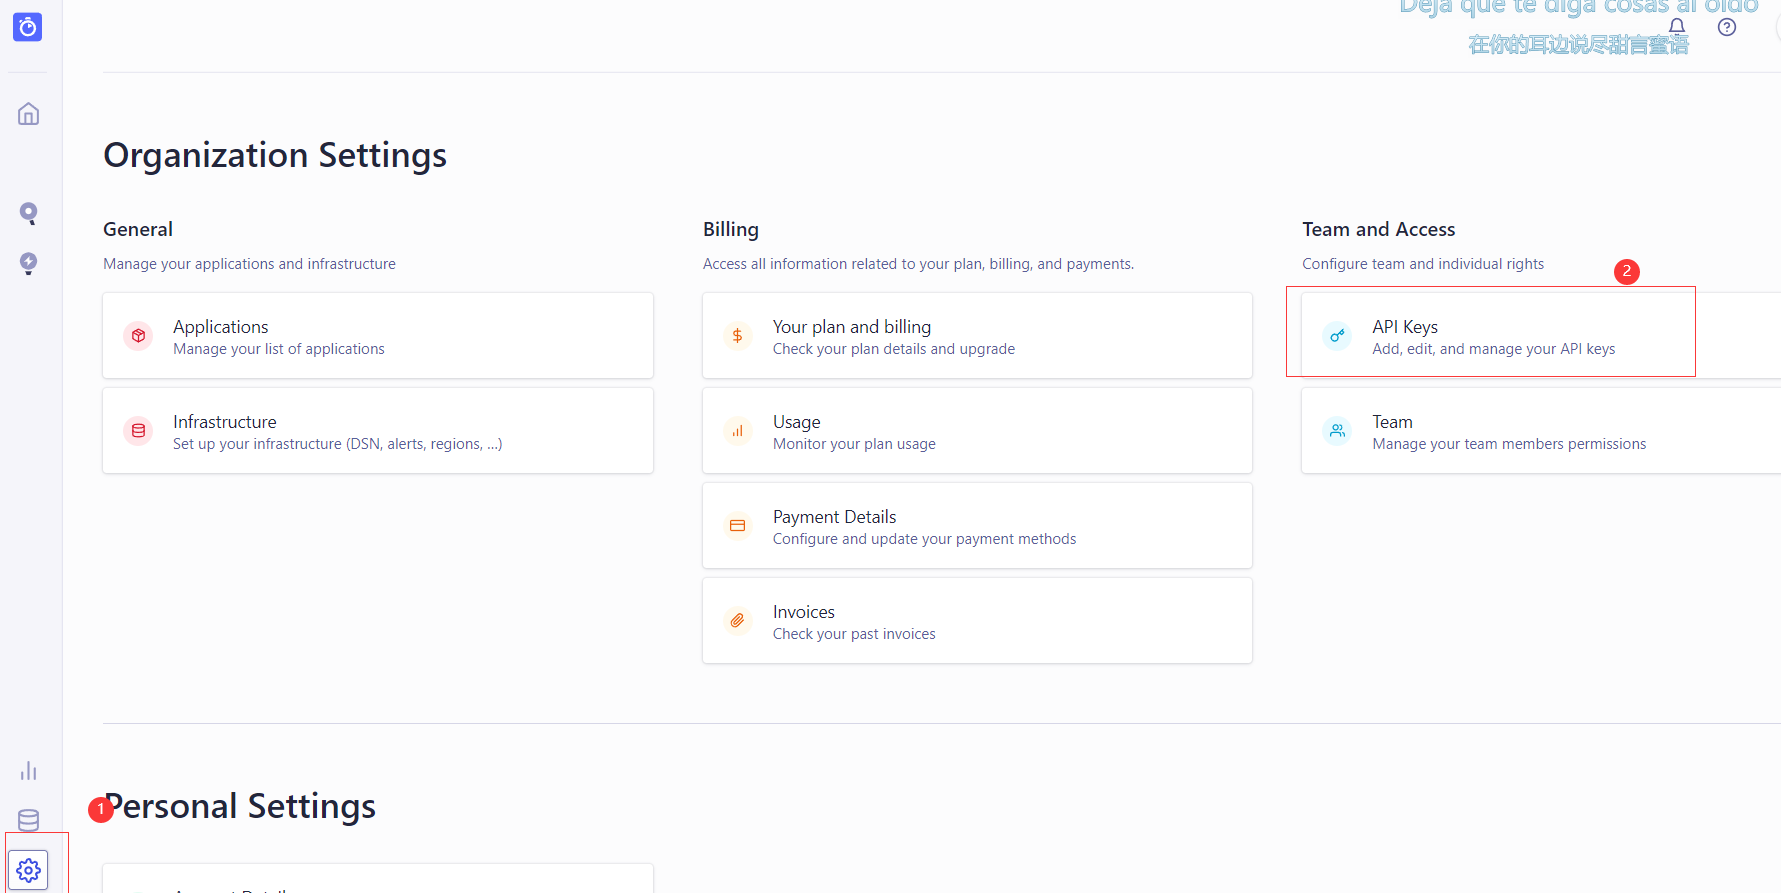 Deja que te diga cosas al oído
在你的耳边说尽甜言蜜语
Organization Settings
General
Manage your applications and infrastructure
Applications
Manage your list of applications
Infrastructure
Set up your infrastructure (DSN, alerts, regions, ...)
Billing
Access all information related to your plan, billing, and payments.
Your plan and billing
Check your plan details and upgrade
Usage
Monitor your plan usage
Payment Details
Configure and update your payment methods
Invoices
Check your past invoices
Team and Access
Configure team and individual rights
2
API Keys
Add, edit, and manage your API keys
Team
Manage your team members permissions
1
Personal Settings